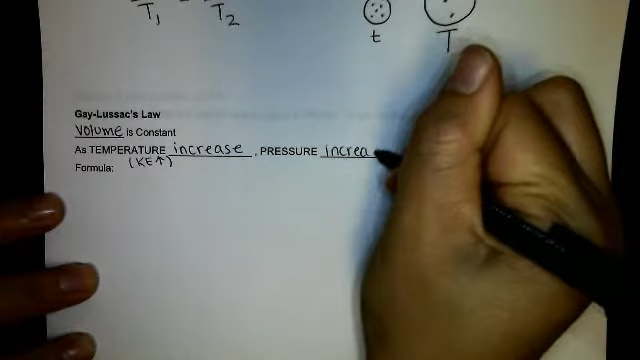 T₁ = T₂ t T
Gay-Lussac's Law
Volume is Constant
As TEMPERATURE increase, PRESSURE increa
(KE↑)
Formula: